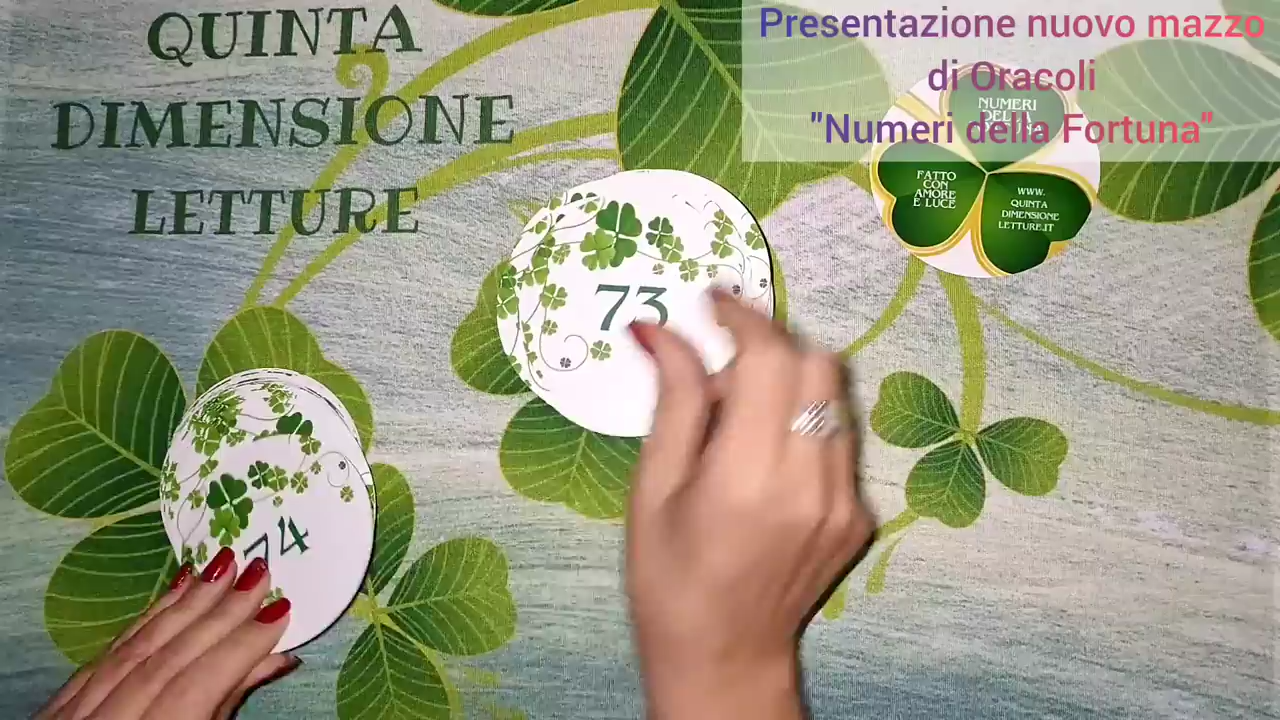 QUINTA
DIMENSIONE
LETTURE
Presentazione nuovo mazzo
di Oracoli
"Numeri della Fortuna"
NUMERI
DELLA
FATTO
CON
AMORE
E LUCE
WWW.
QUINTA
DIMENSIONE
LETTURE.IT
73
74